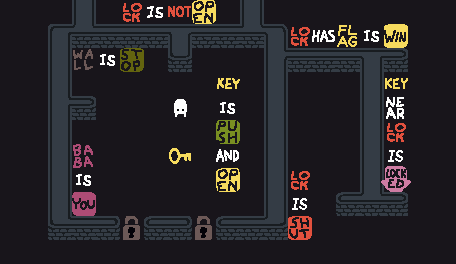 LOCK IS NOT OPEN
LOCK HAS FLAG IS WIN
WALL IS STOP
KEY
IS
PUSH
AND
OPEN
BABA
IS
YOU
LOCK
IS
SHUT
KEY
NEAR
LOCK
IS
LOCKED